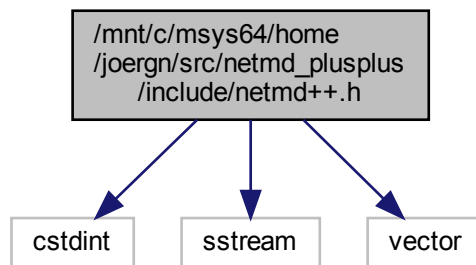 /mnt/c/msys64/home
/joergn/src/netmd_plusplus
/include/netmd++.h
cstdint
sstream
vector